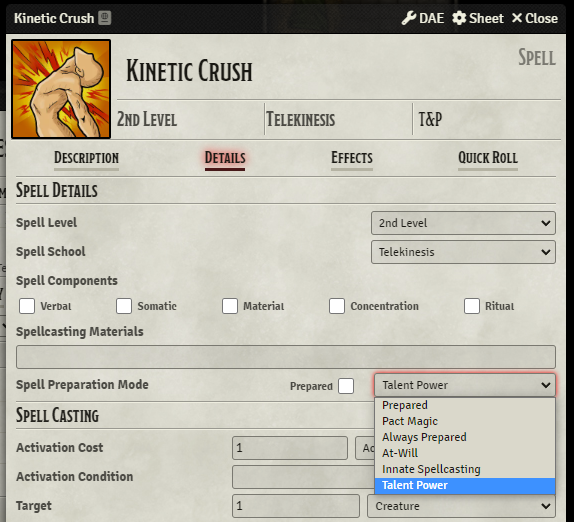 Kinetic Crush DAE Sheet Close
Kinetic Crush
Spell
2nd Level Telekinesis T&P
Description Details Effects Quick Roll
Spell Details
Spell Level 2nd Level
Spell School Telekinesis
Spell Components
Verbal Somatic Material Concentration Ritual
Spellcasting Materials
Spell Preparation Mode Prepared Talent Power
Prepared
Pact Magic
Always Prepared
At-Will
Innate Spellcasting
Talent Power
Spell Casting
Activation Cost 1
Activation Condition
Target 1 Creature